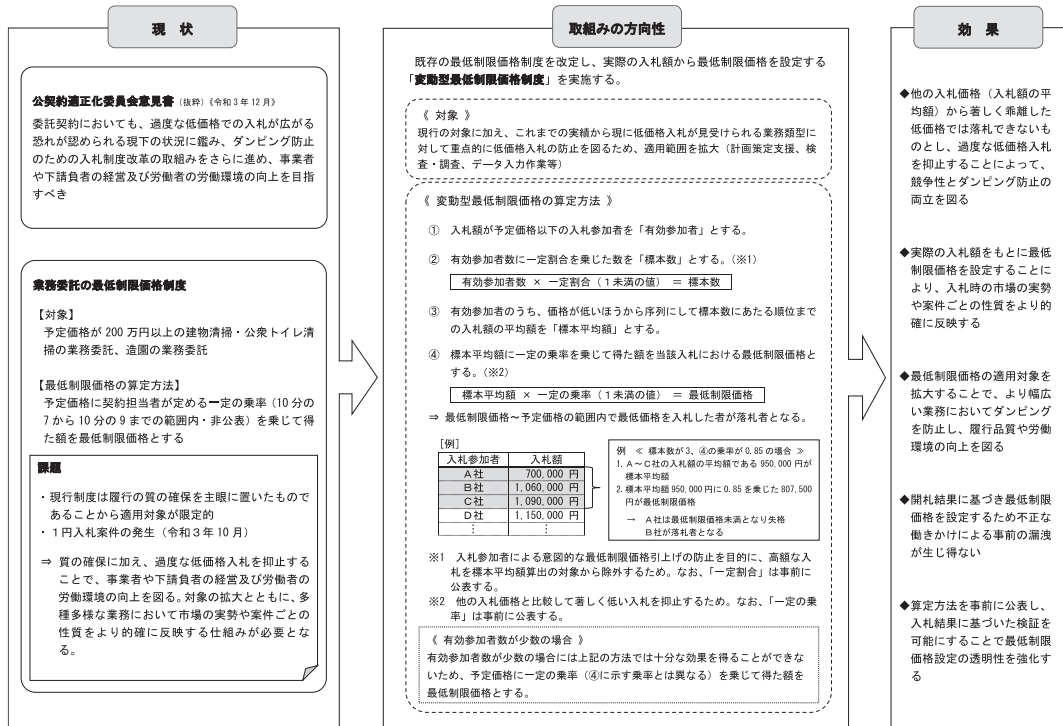 現 状
公契約適正化委員会意見書（抜粋）《令和３年12月》
委託契約においても、過度な低価格での入札が広がる
恐れが認められる現下の状況に鑑み、ダンピング防止
のための入札制度改革の取組みをさらに進め、事業者
や下請負者の経営及び労働者の労働環境の向上を目指
すべき
業務委託の最低制限価格制度
【対象】
予定価格が 200 万円以上の建物清掃・公衆トイレ清
掃の業務委託、造園の業務委託
【最低制限価格の算定方法】
予定価格に契約担当者が定める一定の乗率（10 分の
7 から 10 分の 9 までの範囲内・非公表）を乗じて得
た額を最低制限価格とする
課題
・現行制度は履行の質の確保を主眼に置いたもので
あることから適用対象が限定的
・１円入札案件の発生（令和３年 10 月）
⇒ 質の確保に加え、過度な低価格入札を抑止する
ことで、事業者や下請負者の経営及び労働者の
労働環境の向上を図る。対象の拡大とともに、多
種多様な業務において市場の実勢や案件ごとの
性質をより的確に反映する仕組みが必要とな
る。
取組みの方向性
既存の最低制限価格制度を改定し、実際の入札額から最低制限価格を設定する
「変動型最低制限価格制度」を実施する。
《 対象 》
現行の対象に加え、これまでの実績から現に低価格入札が見受けられる業務類型に
対して重点的に低価格入札の防止を図るため、適用範囲を拡大（計画策定支援、検
査・調査、データ入力作業等）
《 変動型最低制限価格の算定方法 》
① 入札額が予定価格以下の入札参加者を「有効参加者」とする。
② 有効参加者数に一定割合を乗じた数を「標本数」とする。（※1）
有効参加者数 × 一定割合（１未満の値） ＝ 標本数
③ 有効参加者のうち、価格が低いほうから序列にして標本数にあたる順位まで
の入札額の平均額を「標本平均額」とする。
④ 標本平均額に一定の乗率を乗じて得た額を当該入札における最低制限価格と
する。（※2）
標本平均額 × 一定の乗率（１未満の値） ＝ 最低制限価格
⇒ 最低制限価格～予定価格の範囲内で最低価格を入札した者が落札者となる。
[例]
入札参加者 入札額
Ａ社 700,000 円
Ｂ社 1,060,000 円
Ｃ社 1,090,000 円
Ｄ社 1,150,000 円
⋮ ⋮
例 ≪ 標本数が 3、④の乗率が 0.85 の場合 ≫
1. Ａ～Ｃ社の入札額の平均額である 950,000 円が
標本平均額
2. 標本平均額 950,000 円に 0.85 を乗じた 807,500
円が最低制限価格
→ Ａ社は最低制限価格未満となり失格
Ｂ社が落札者となる
※1 入札参加者による意図的な最低制限価格引上げの防止を目的に、高額な入
札を標本平均額算出の対象から除外するため。なお、「一定割合」は事前に
公表する。
※2 他の入札価格と比較して著しく低い入札を抑止するため。なお、「一定の乗
率」は事前に公表する。
《 有効参加者数が少数の場合 》
有効参加者数が少数の場合には上記の方法では十分な効果を得ることができな
いため、予定価格に一定の乗率（④に示す乗率とは異なる）を乗じて得た額を
最低制限価格とする。
効 果
◆他の入札価格（入札額の平
均額）から著しく乖離した
低価格では落札できないも
のとし、過度な低価格入札
を抑止することによって、
競争性とダンピング防止の
両立を図る
◆実際の入札額をもとに最低
制限価格を設定することに
より、入札時の市場の実勢
や案件ごとの性質をより的
確に反映する
◆最低制限価格の適用対象を
拡大することで、より幅広
い業務においてダンピング
を防止し、履行品質や労働
環境の向上を図る
◆開札結果に基づき最低制限
価格を設定するため不正な
働きかけによる事前の漏洩
が生じ得ない
◆算定方法を事前に公表し、
入札結果に基づいた検証を
可能にすることで最低制限
価格設定の透明性を強化す
る